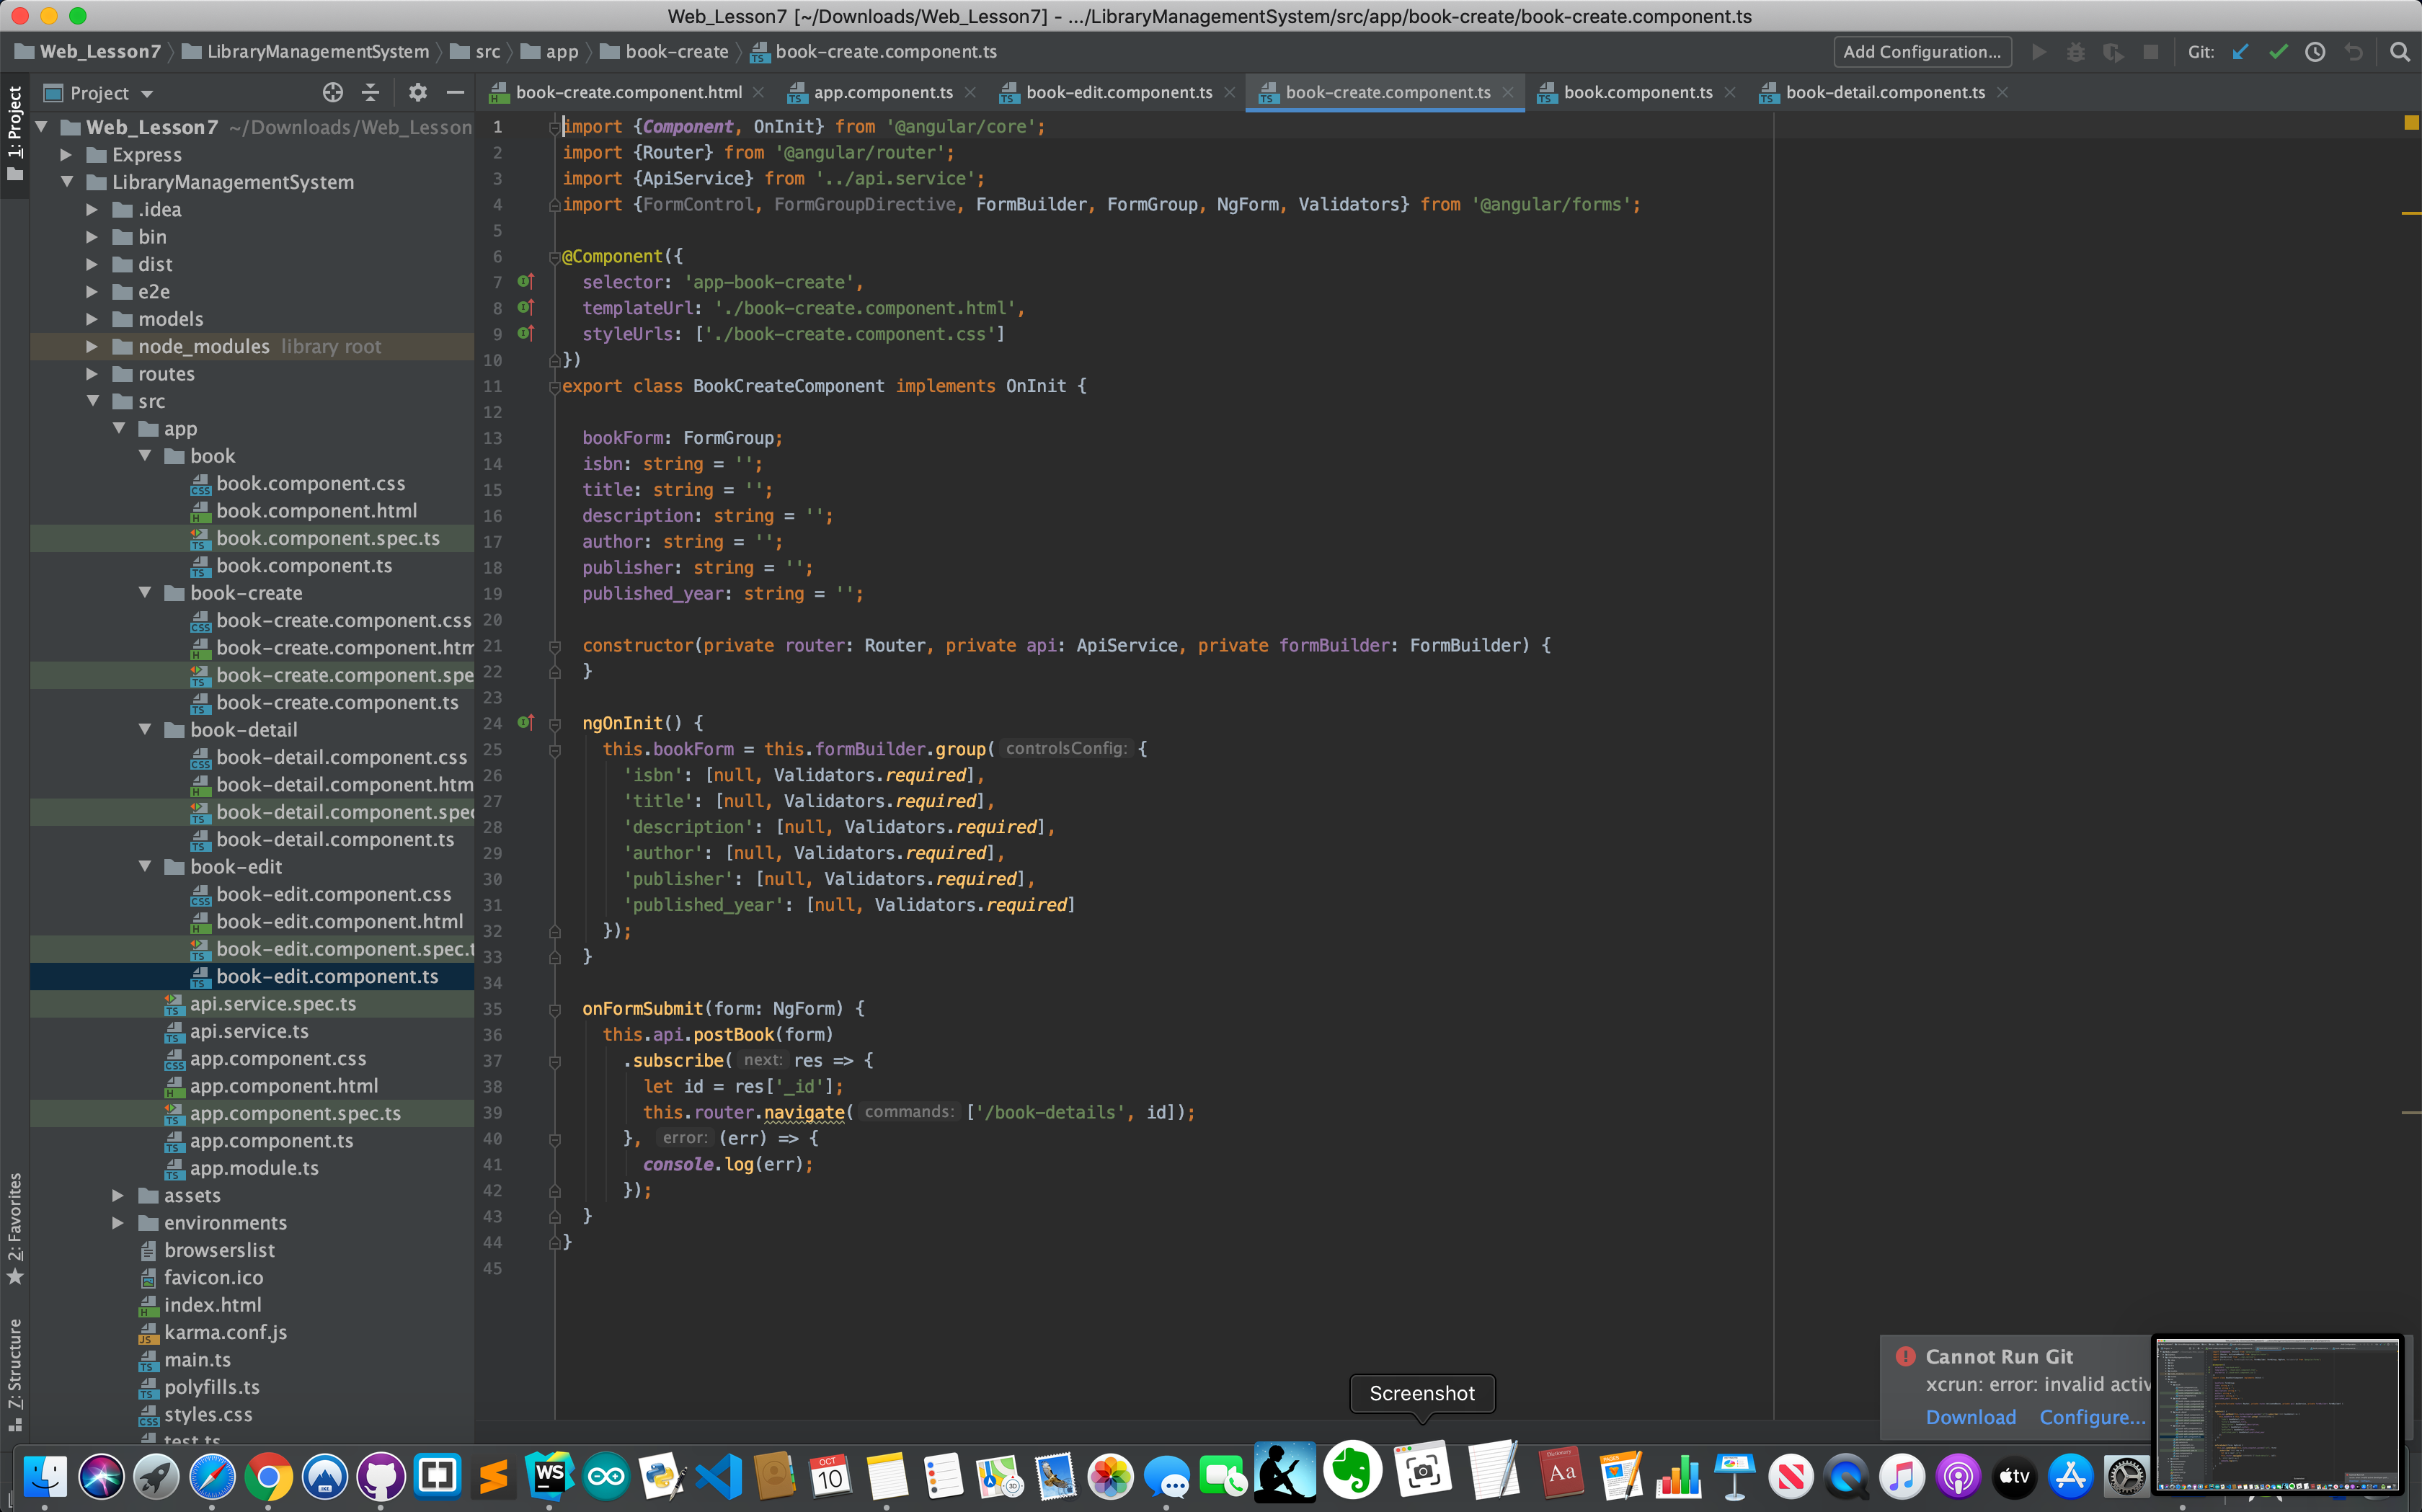 Web_Lesson7 [~/Downloads/Web_Lesson7] - .../LibraryManagementSystem/src/app/book-create/book-create.component.ts
Web_Lesson7 LibraryManagementSystem src app book-create book-create.component.ts
Add Configuration...
Git:
Project
book-create.component.html app.component.ts book-edit.component.ts book-create.component.ts book.component.ts book-detail.component.ts
1: Project
2: Favorites
7: Structure
Web_Lesson7 ~/Downloads/Web_Lesson
Express
LibraryManagementSystem
.idea
bin
dist
e2e
models
node_modules library root
routes
src
app
book
book.component.css
book.component.html
book.component.spec.ts
book.component.ts
book-create
book-create.component.css
book-create.component.htm
book-create.component.spe
book-create.component.ts
book-detail
book-detail.component.css
book-detail.component.htm
book-detail.component.spec
book-detail.component.ts
book-edit
book-edit.component.css
book-edit.component.html
book-edit.component.spec.t
book-edit.component.ts
api.service.spec.ts
api.service.ts
app.component.css
app.component.html
app.component.spec.ts
app.component.ts
app.module.ts
assets
environments
browserslist
favicon.ico
index.html
karma.conf.js
main.ts
polyfills.ts
styles.css
test.ts
1 import {Component, OnInit} from '@angular/core';
2 import {Router} from '@angular/router';
3 import {ApiService} from '../api.service';
4 import {FormControl, FormGroupDirective, FormBuilder, FormGroup, NgForm, Validators} from '@angular/forms';
5
6 @Component({
7 selector: 'app-book-create',
8 templateUrl: './book-create.component.html',
9 styleUrls: ['./book-create.component.css']
10 })
11 export class BookCreateComponent implements OnInit {
12
13 bookForm: FormGroup;
14 isbn: string = '';
15 title: string = '';
16 description: string = '';
17 author: string = '';
18 publisher: string = '';
19 published_year: string = '';
20
21 constructor(private router: Router, private api: ApiService, private formBuilder: FormBuilder) {
22 }
23
24 ngOnInit() {
25 this.bookForm = this.formBuilder.group( controlsConfig: {
26 'isbn': [null, Validators.required],
27 'title': [null, Validators.required],
28 'description': [null, Validators.required],
29 'author': [null, Validators.required],
30 'publisher': [null, Validators.required],
31 'published_year': [null, Validators.required]
32 });
33 }
34
35 onFormSubmit(form: NgForm) {
36 this.api.postBook(form)
37 .subscribe( next: res => {
38 let id = res['_id'];
39 this.router.navigate( commands: ['/book-details', id]);
40 }, error: (err) => {
41 console.log(err);
42 });
43 }
44 }
45
Cannot Run Git
xcrun: error: invalid activ
Download Configure...
Screenshot
WS
OCT
10
3D
Dictionary
Aa
tv